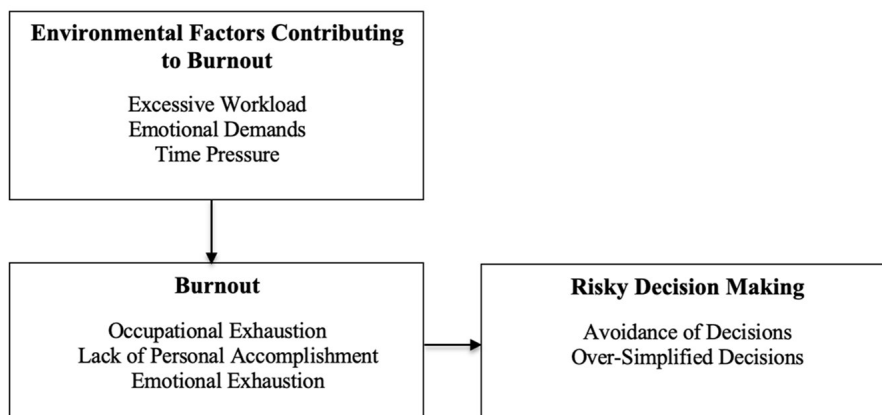 Environmental Factors Contributing
to Burnout
Excessive Workload
Emotional Demands
Time Pressure
Burnout
Occupational Exhaustion
Lack of Personal Accomplishment
Emotional Exhaustion
Risky Decision Making
Avoidance of Decisions
Over-Simplified Decisions